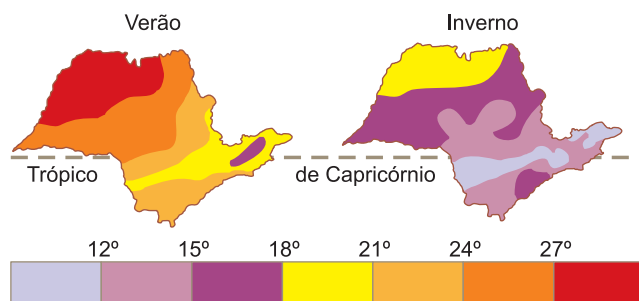 Verão
Inverno
Trópico
de Capricórnio
12º 15º 18º 21º 24º 27º